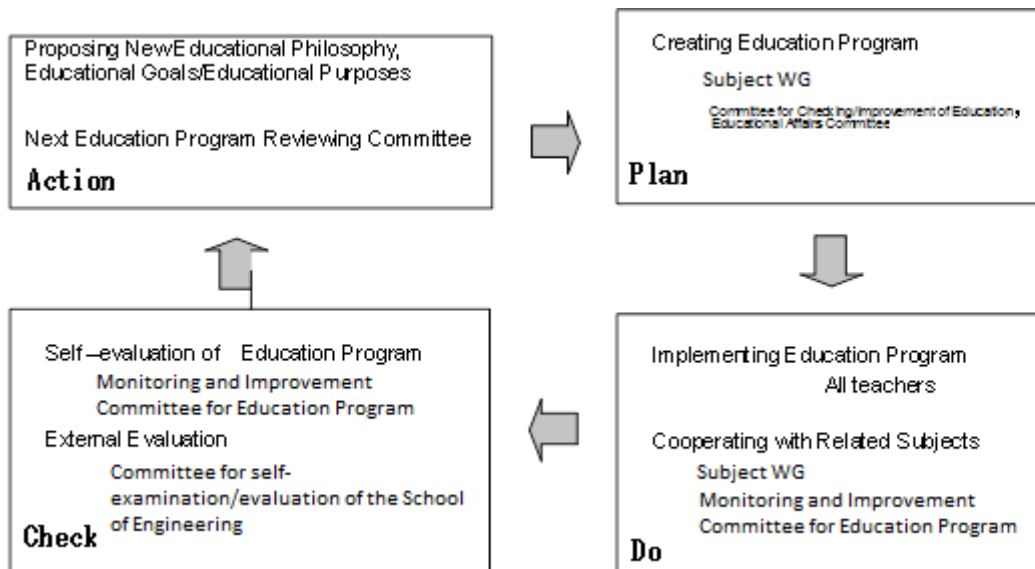 Proposing New Educational Philosophy,
Educational Goals/Educational Purposes
Next Education Program Reviewing Committee
Action
Creating Education Program
Subject WG
Committee for Checking/Improvement of Education,
Educational Affairs Committee
Plan
Self-evaluation of Education Program
Monitoring and Improvement
Committee for Education Program
External Evaluation
Committee for self-
examination/evaluation of the School
of Engineering
Check
Implementing Education Program
All teachers
Cooperating with Related Subjects
Subject WG
Monitoring and Improvement
Committee for Education Program
Do